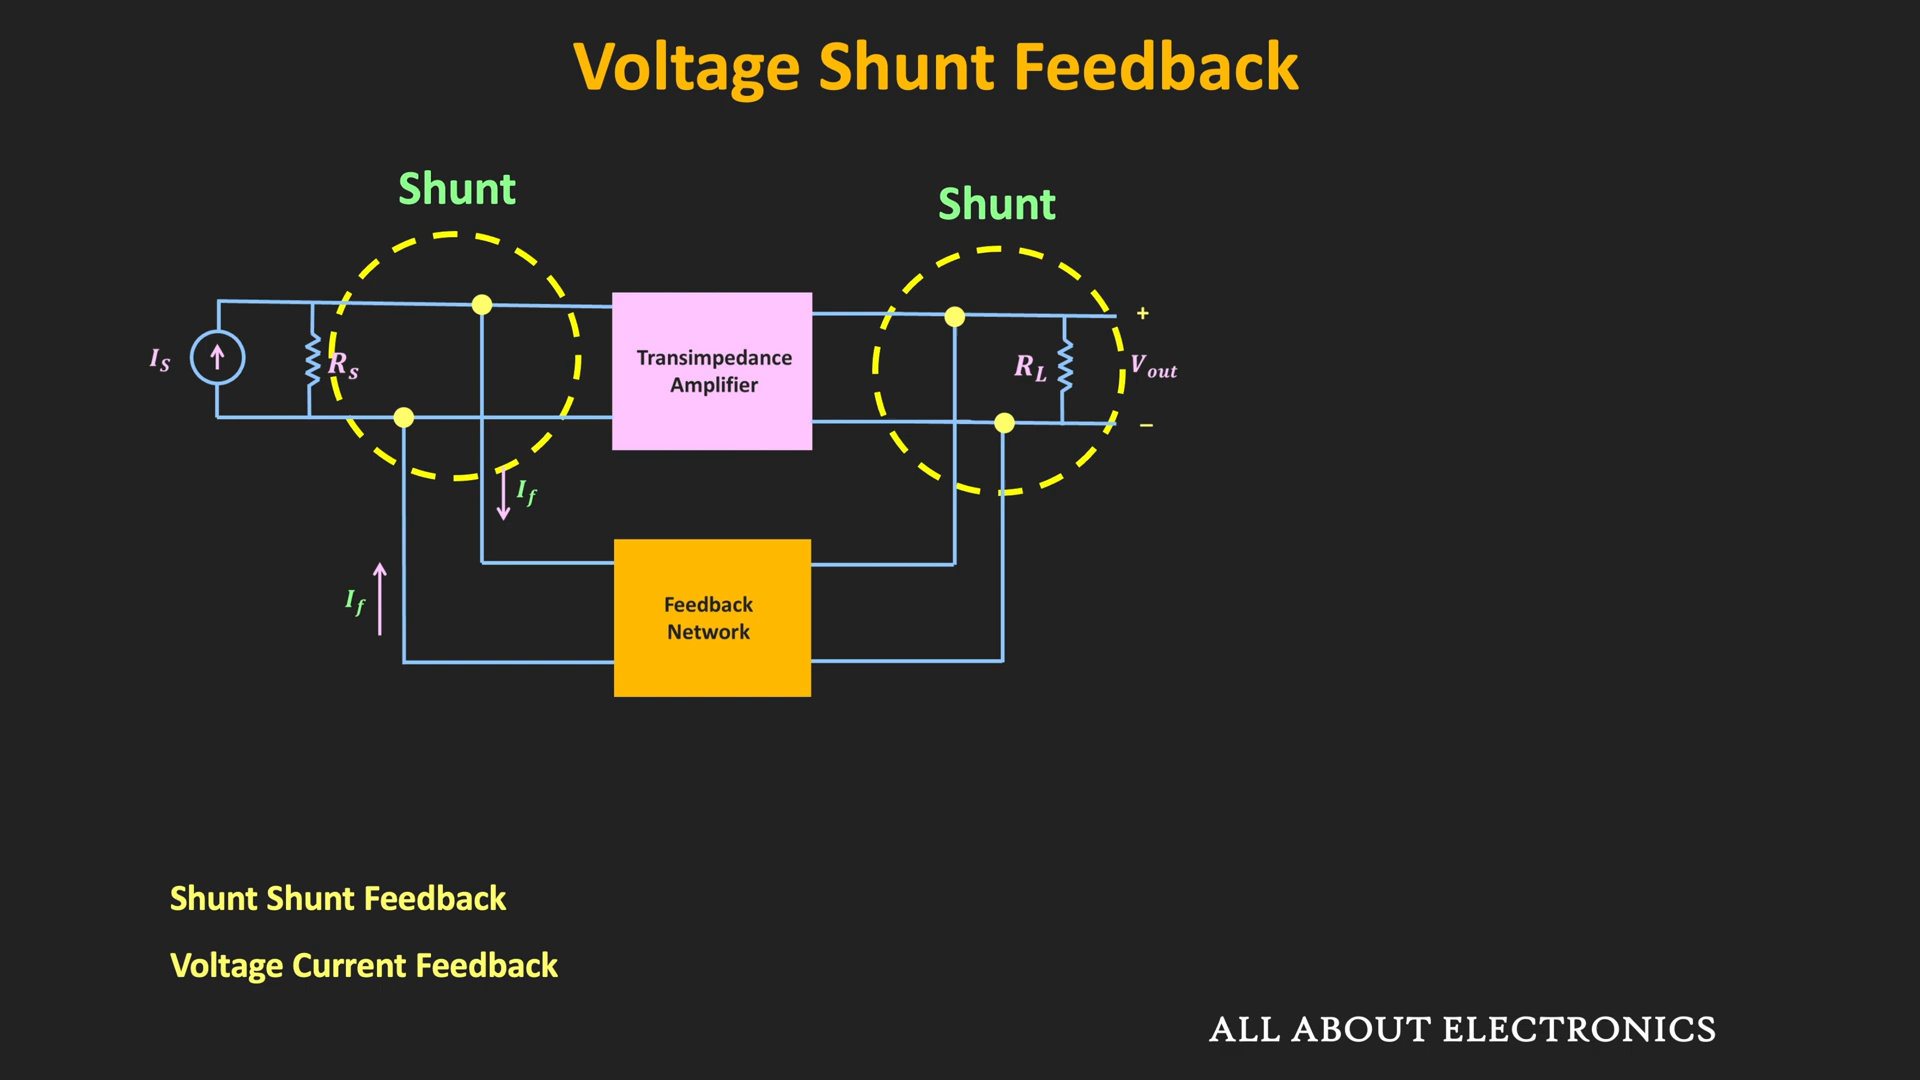 Voltage Shunt Feedback
Shunt
Shunt
I_S
R_s
Transimpedance
Amplifier
R_L
+
V_out
−
I_f
I_f
Feedback
Network
Shunt Shunt Feedback
Voltage Current Feedback
ALL ABOUT ELECTRONICS